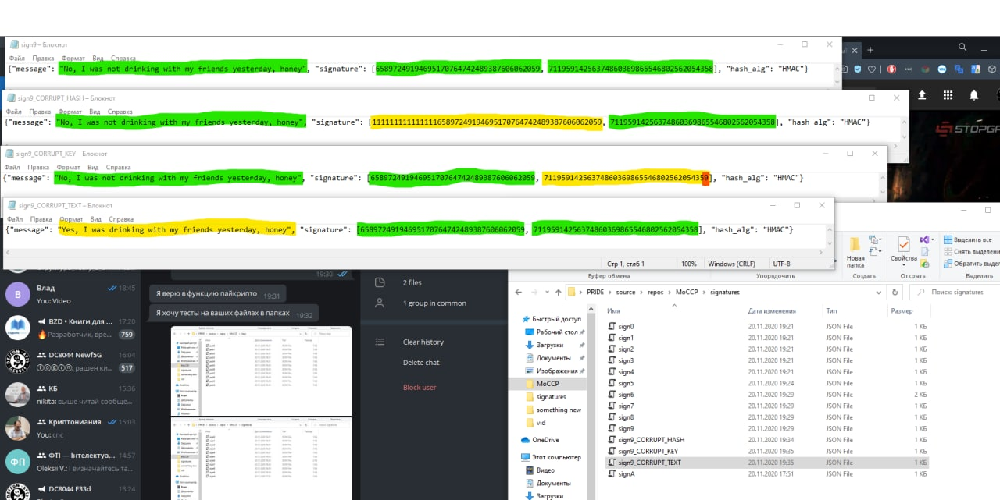 sign9 – Блокнот
Файл Правка Формат Вид Справка
{"message": "No, I was not drinking with my friends yesterday, honey", "signature": [65897249194695170764742489387606062059, 71195914256374860369865546802562054358], "hash_alg": "HMAC"}
sign9_CORRUPT_HASH – Блокнот
Файл Правка Формат Вид Справка
{"message": "No, I was not drinking with my friends yesterday, honey", "signature": [11111111111111165897249194695170764742489387606062059, 71195914256374860369865546802562054358], "hash_alg": "HMAC"}
sign9_CORRUPT_KEY – Блокнот
Файл Правка Формат Вид Справка
{"message": "No, I was not drinking with my friends yesterday, honey", "signature": [65897249194695170764742489387606062059, 71195914256374860369865546802562054359], "hash_alg": "HMAC"}
sign9_CORRUPT_TEXT – Блокнот
Файл Правка Формат Вид Справка
{"message": "Yes, I was drinking with my friends yesterday, honey", "signature": [65897249194695170764742489387606062059, 71195914256374860369865546802562054358], "hash_alg": "HMAC"}
Стр 1, стлб 1 100% Windows (CRLF) UTF-8
STOPGA
Новая папка
Свойства
Выделить все
Снять выделени
Обратить выдел
Буфер обмена Упорядочить Создать Открыть Выделить
19:30
Влад 18:45
You: Video
BZD • Книги для ... 17:20
Разработчик, вре... 759
DC8044 Newf5G 16:04
рашен ки... 517
КБ 15:36
nikita: выше читай сообще...
Криптониания 15:03
You: спс
ФП — Інтелектуа... 14:57
Oleksii V.: I визначайтесь та...
DC8044 F33d 13:24
Я верю в функцию пайкрипто 19:31
Я хочу тесты на ваших файлах в папках 19:32
2 files
1 group in common
Clear history
Delete chat
Block user
PRIDE › source › repos › MoCCP › signatures
Поиск: signatures
Быстрый доступ
Рабочий стол
Загрузки
Документы
Изображения
MoCCP
signatures
something new
vid
OneDrive
Этот компьютер
Видео
Документы
Загрузки
Имя Дата изменения Тип Размер
sign0 20.11.2020 19:21 JSON File 1 КБ
sign1 20.11.2020 19:21 JSON File 1 КБ
sign2 20.11.2020 19:21 JSON File 1 КБ
sign3 20.11.2020 19:21 JSON File 1 КБ
sign4 20.11.2020 19:21 JSON File 1 КБ
sign5 20.11.2020 19:24 JSON File 1 КБ
sign6 20.11.2020 19:29 JSON File 2 КБ
sign7 20.11.2020 19:29 JSON File 1 КБ
sign8 20.11.2020 19:29 JSON File 1 КБ
sign9 20.11.2020 19:29 JSON File 1 КБ
sign9_CORRUPT_HASH 20.11.2020 19:34 JSON File 1 КБ
sign9_CORRUPT_KEY 20.11.2020 19:35 JSON File 1 КБ
sign9_CORRUPT_TEXT 20.11.2020 19:35 JSON File 1 КБ
signA 20.11.2020 17:51 JSON File 1 КБ